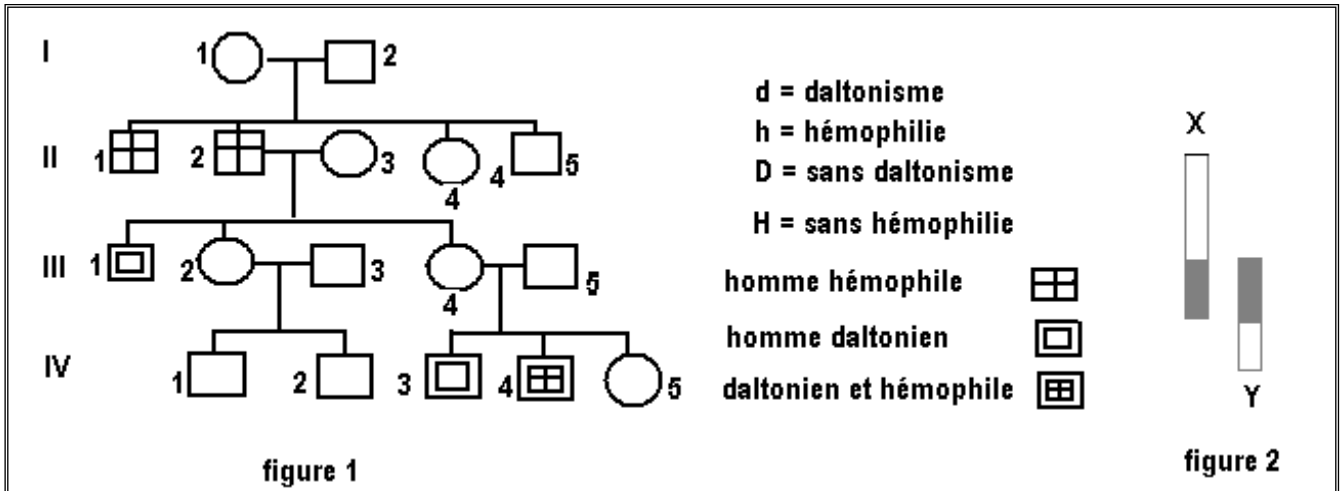 I
1
2
II
1
2
3
4
4
5
III
1
2
3
4
5
IV
1
2
3
4
5
figure 1
d = daltonisme
h = hémophilie
D = sans daltonisme
H = sans hémophilie
homme hémophile
homme daltonien
daltonien et hémophile
X
Y
figure 2